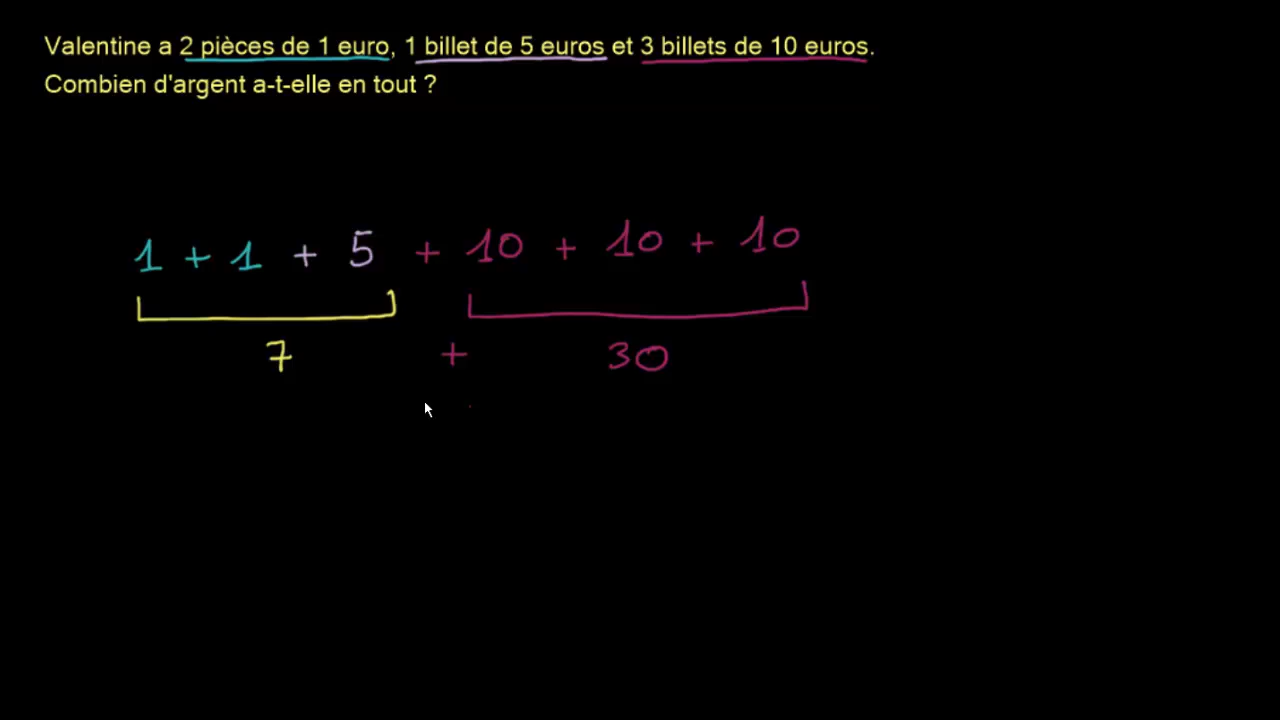 Valentine a 2 pièces de 1 euro, 1 billet de 5 euros et 3 billets de 10 euros.
Combien d'argent a-t-elle en tout ?
1 + 1 + 5 + 10 + 10 + 10
7 + 30